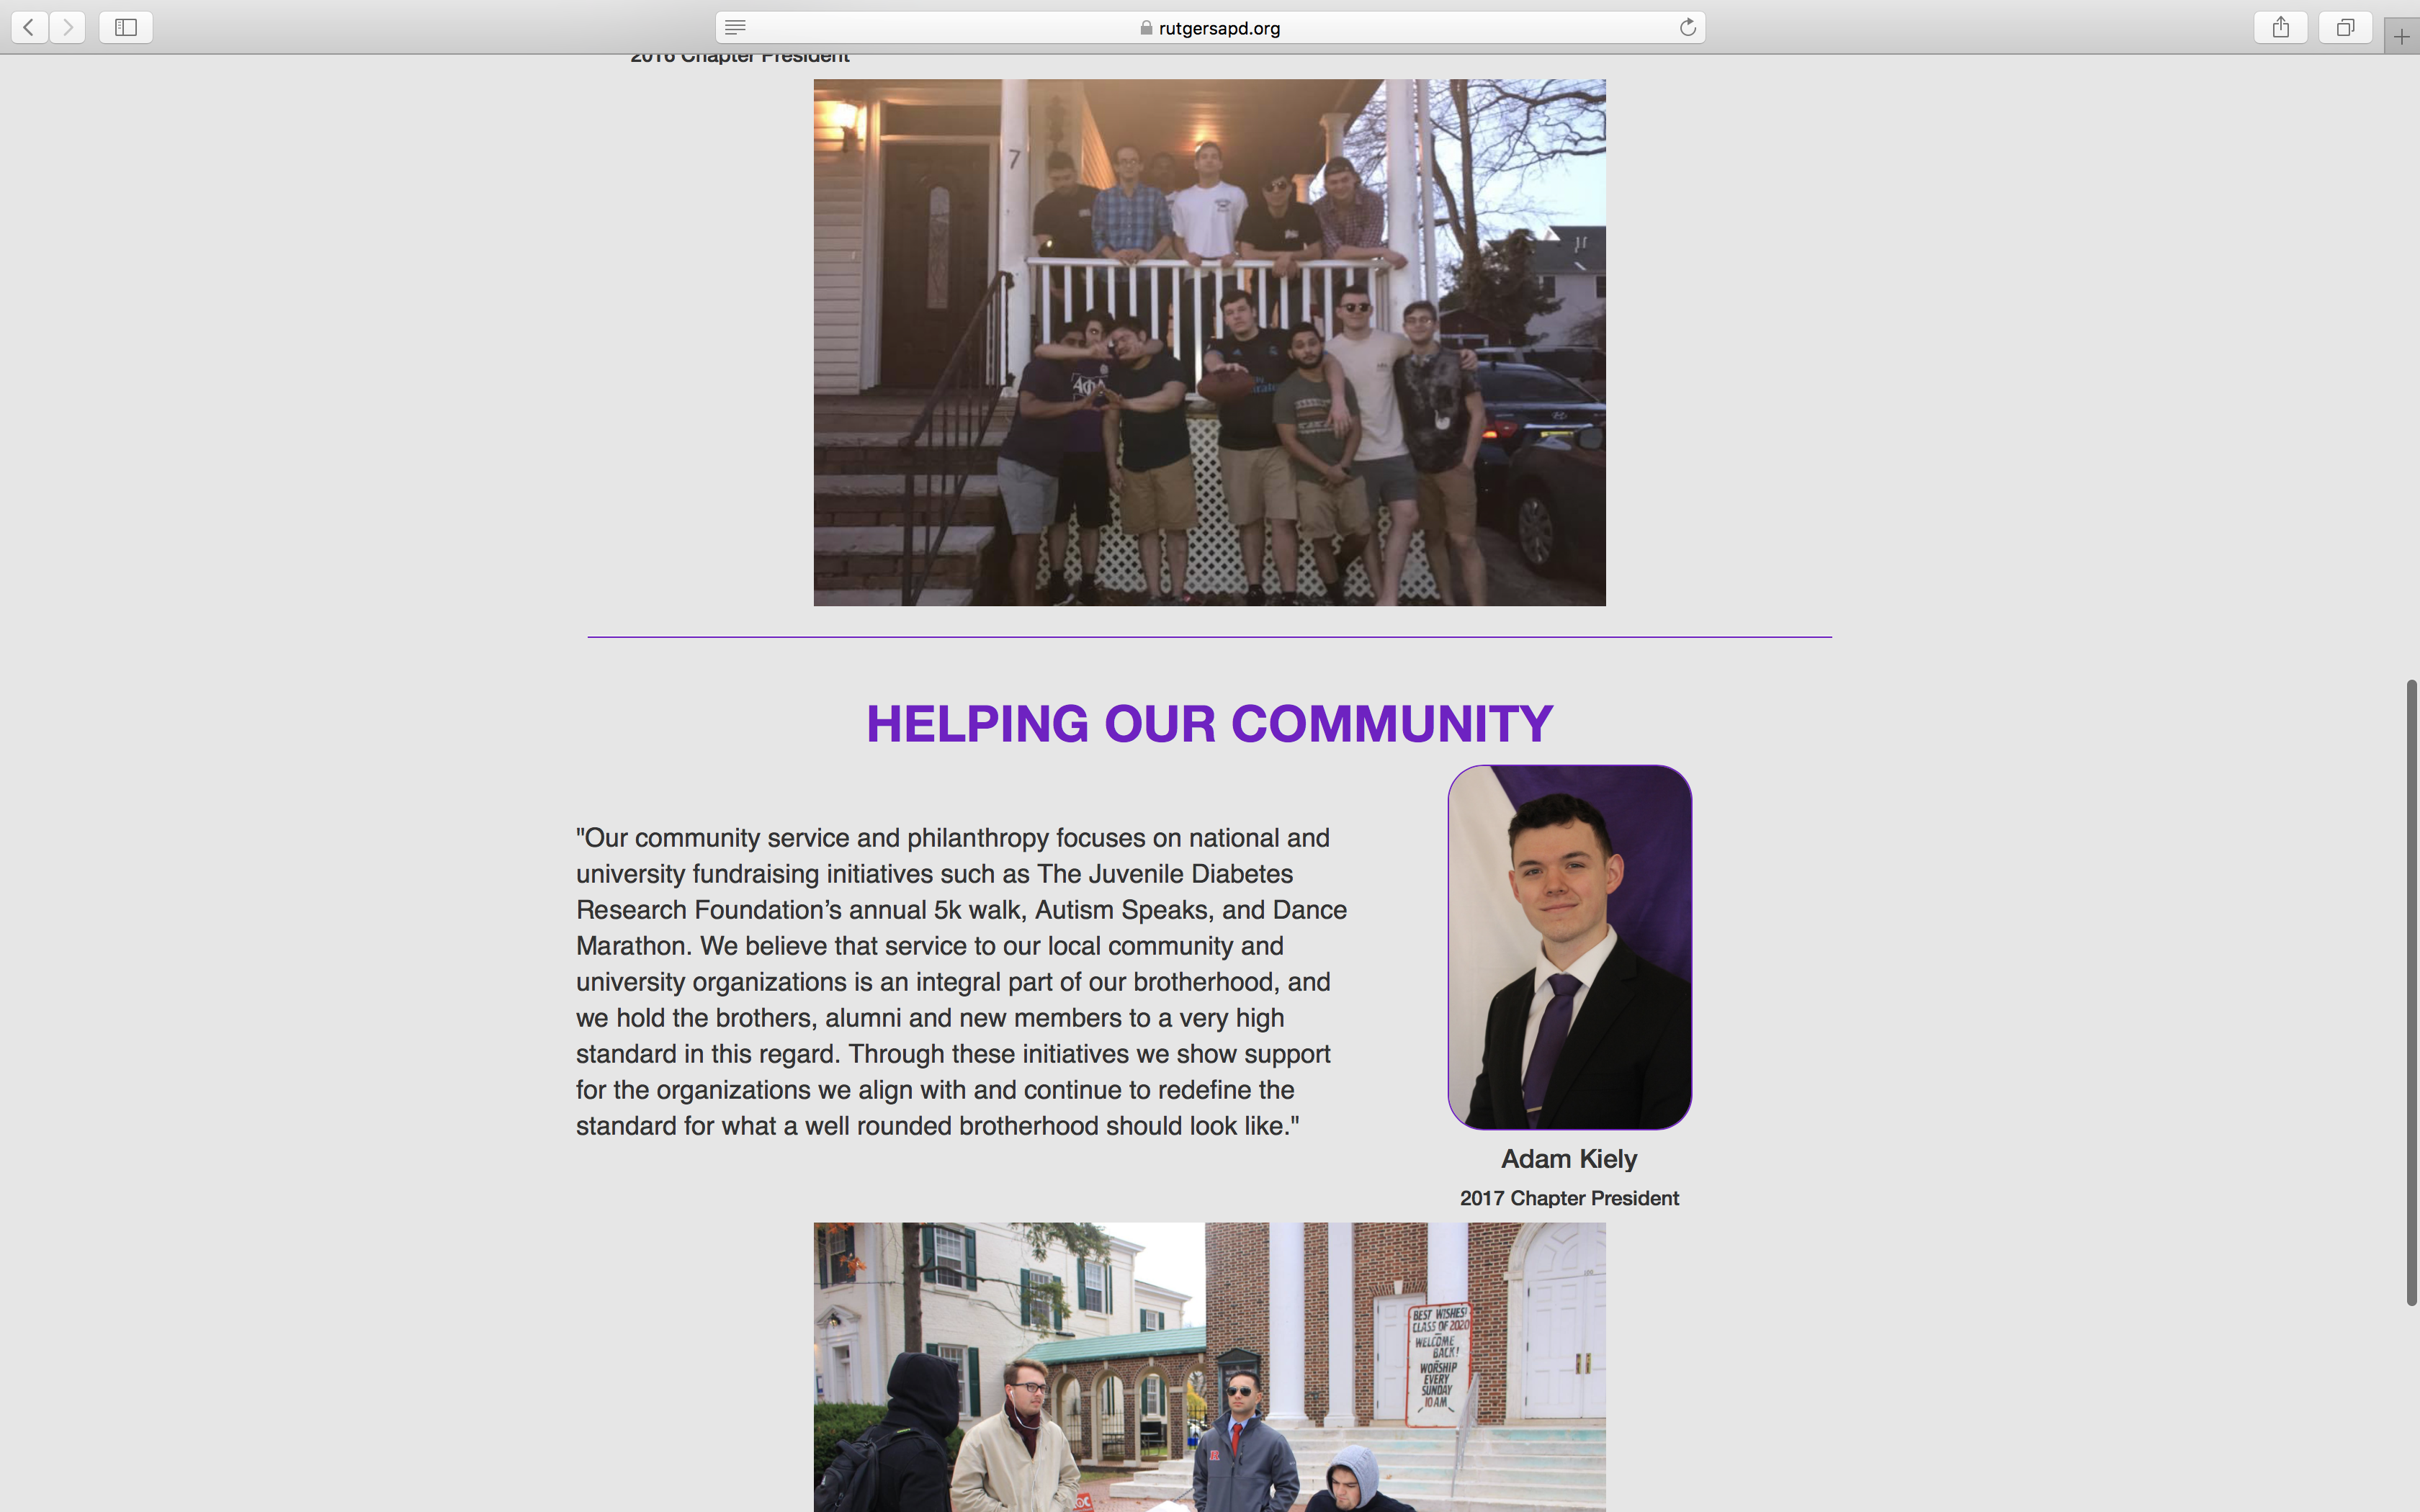 rutgersapd.org
2016 Chapter President
7
ΑΦΔ
HELPING OUR COMMUNITY
"Our community service and philanthropy focuses on national and
university fundraising initiatives such as The Juvenile Diabetes
Research Foundation’s annual 5k walk, Autism Speaks, and Dance
Marathon. We believe that service to our local community and
university organizations is an integral part of our brotherhood, and
we hold the brothers, alumni and new members to a very high
standard in this regard. Through these initiatives we show support
for the organizations we align with and continue to redefine the
standard for what a well rounded brotherhood should look like."
Adam Kiely
2017 Chapter President
BEST WISHES!
CLASS OF 2020
WELCOME
BACK!
WORSHIP
EVERY
SUNDAY
10AM
R